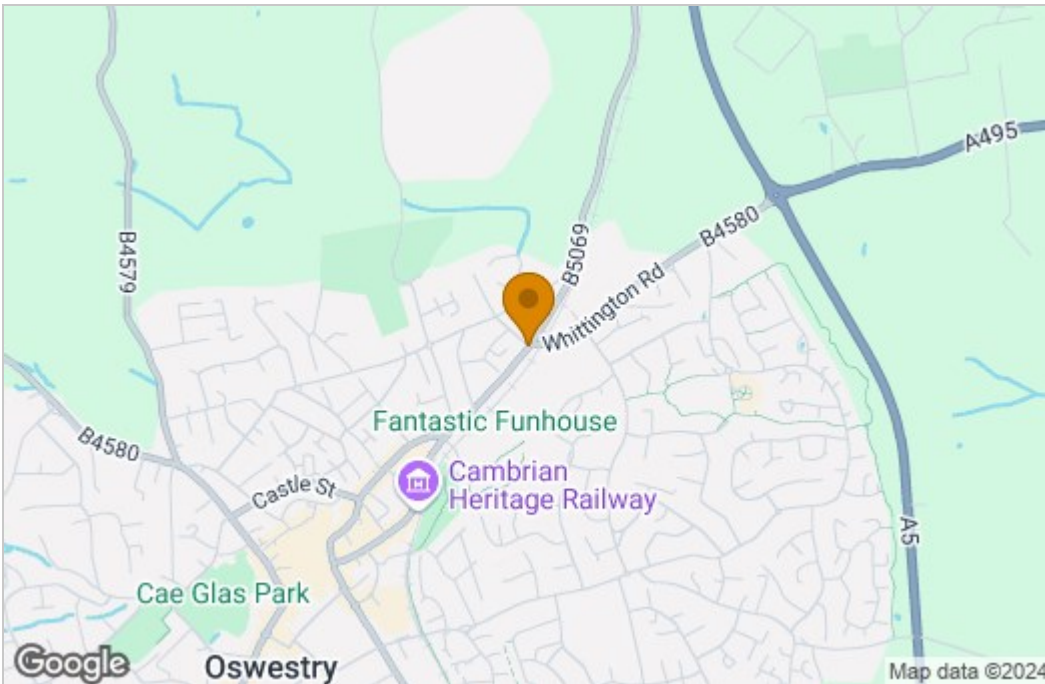 A495
B4580
B5069
B4579
Whittington Rd
Fantastic Funhouse
B4580
Cambrian
Heritage Railway
Castle St
A5
Cae Glas Park
Oswestry
Google
Map data ©2024